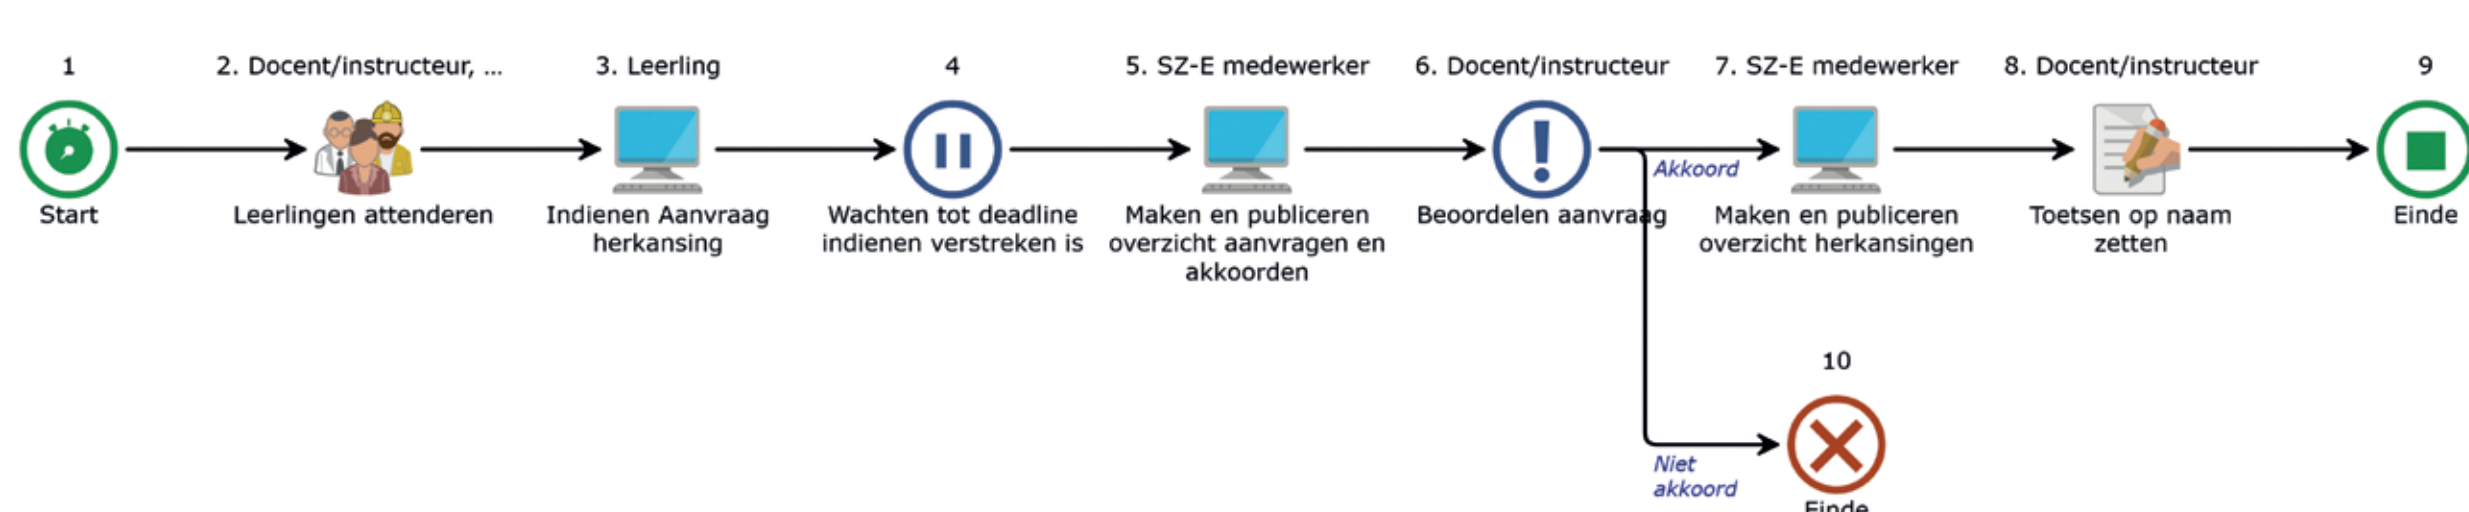 1
Start
2. Docent/instructeur, ...
Leerlingen attenderen
3. Leerling
Indienen Aanvraag
herkansing
4
Wachten tot deadline
indienen verstreken is
5. SZ-E medewerker
Maken en publiceren
overzicht aanvragen en
akkoorden
6. Docent/instructeur
Beoordelen aanvraag
Akkoord
7. SZ-E medewerker
Maken en publiceren
overzicht herkansingen
8. Docent/instructeur
Toetsen op naam
zetten
9
Einde
Niet
akkoord
10
Einde